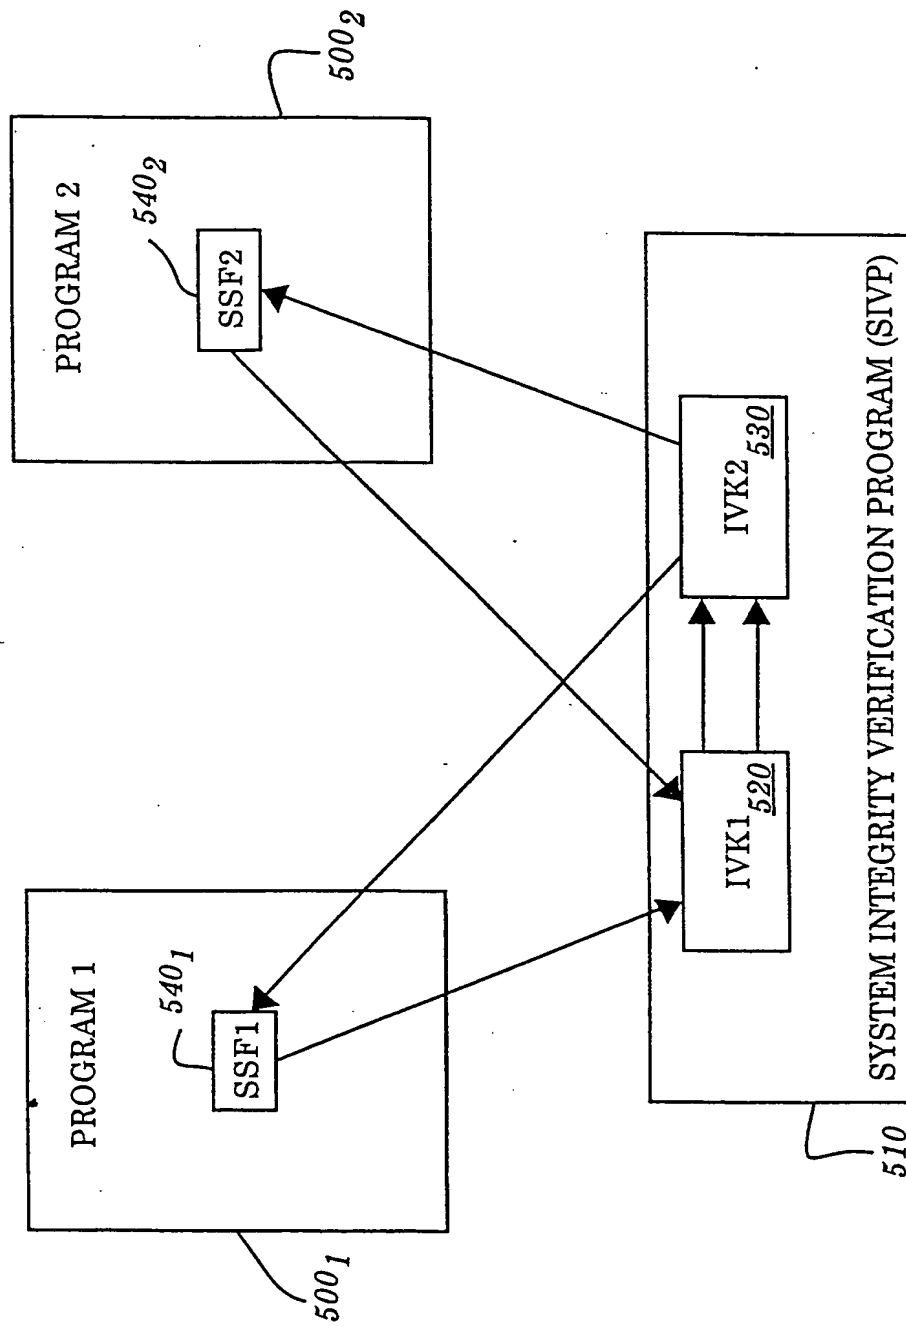 PROGRAM 1
540₁
SSF1
500₁
PROGRAM 2
540₂
SSF2
500₂
IVK1
520
IVK2
530
SYSTEM INTEGRITY VERIFICATION PROGRAM (SIVP)
510